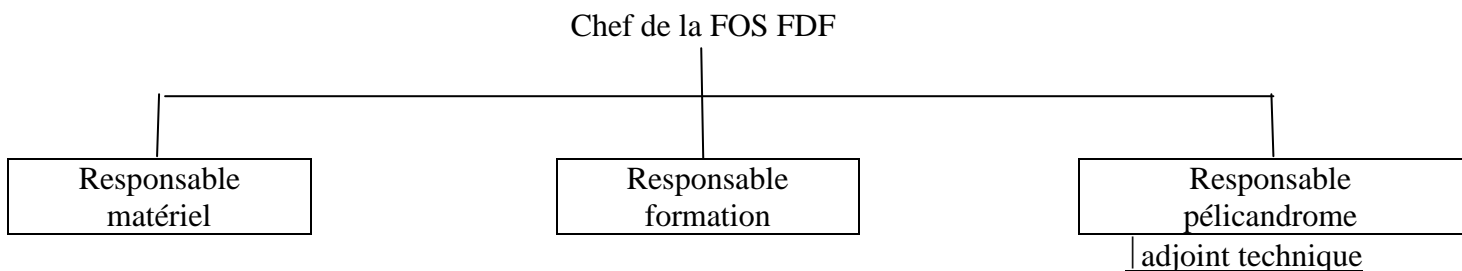 Chef de la FOS FDF
Responsable
matériel
Responsable
formation
Responsable
pélicandrome
adjoint technique